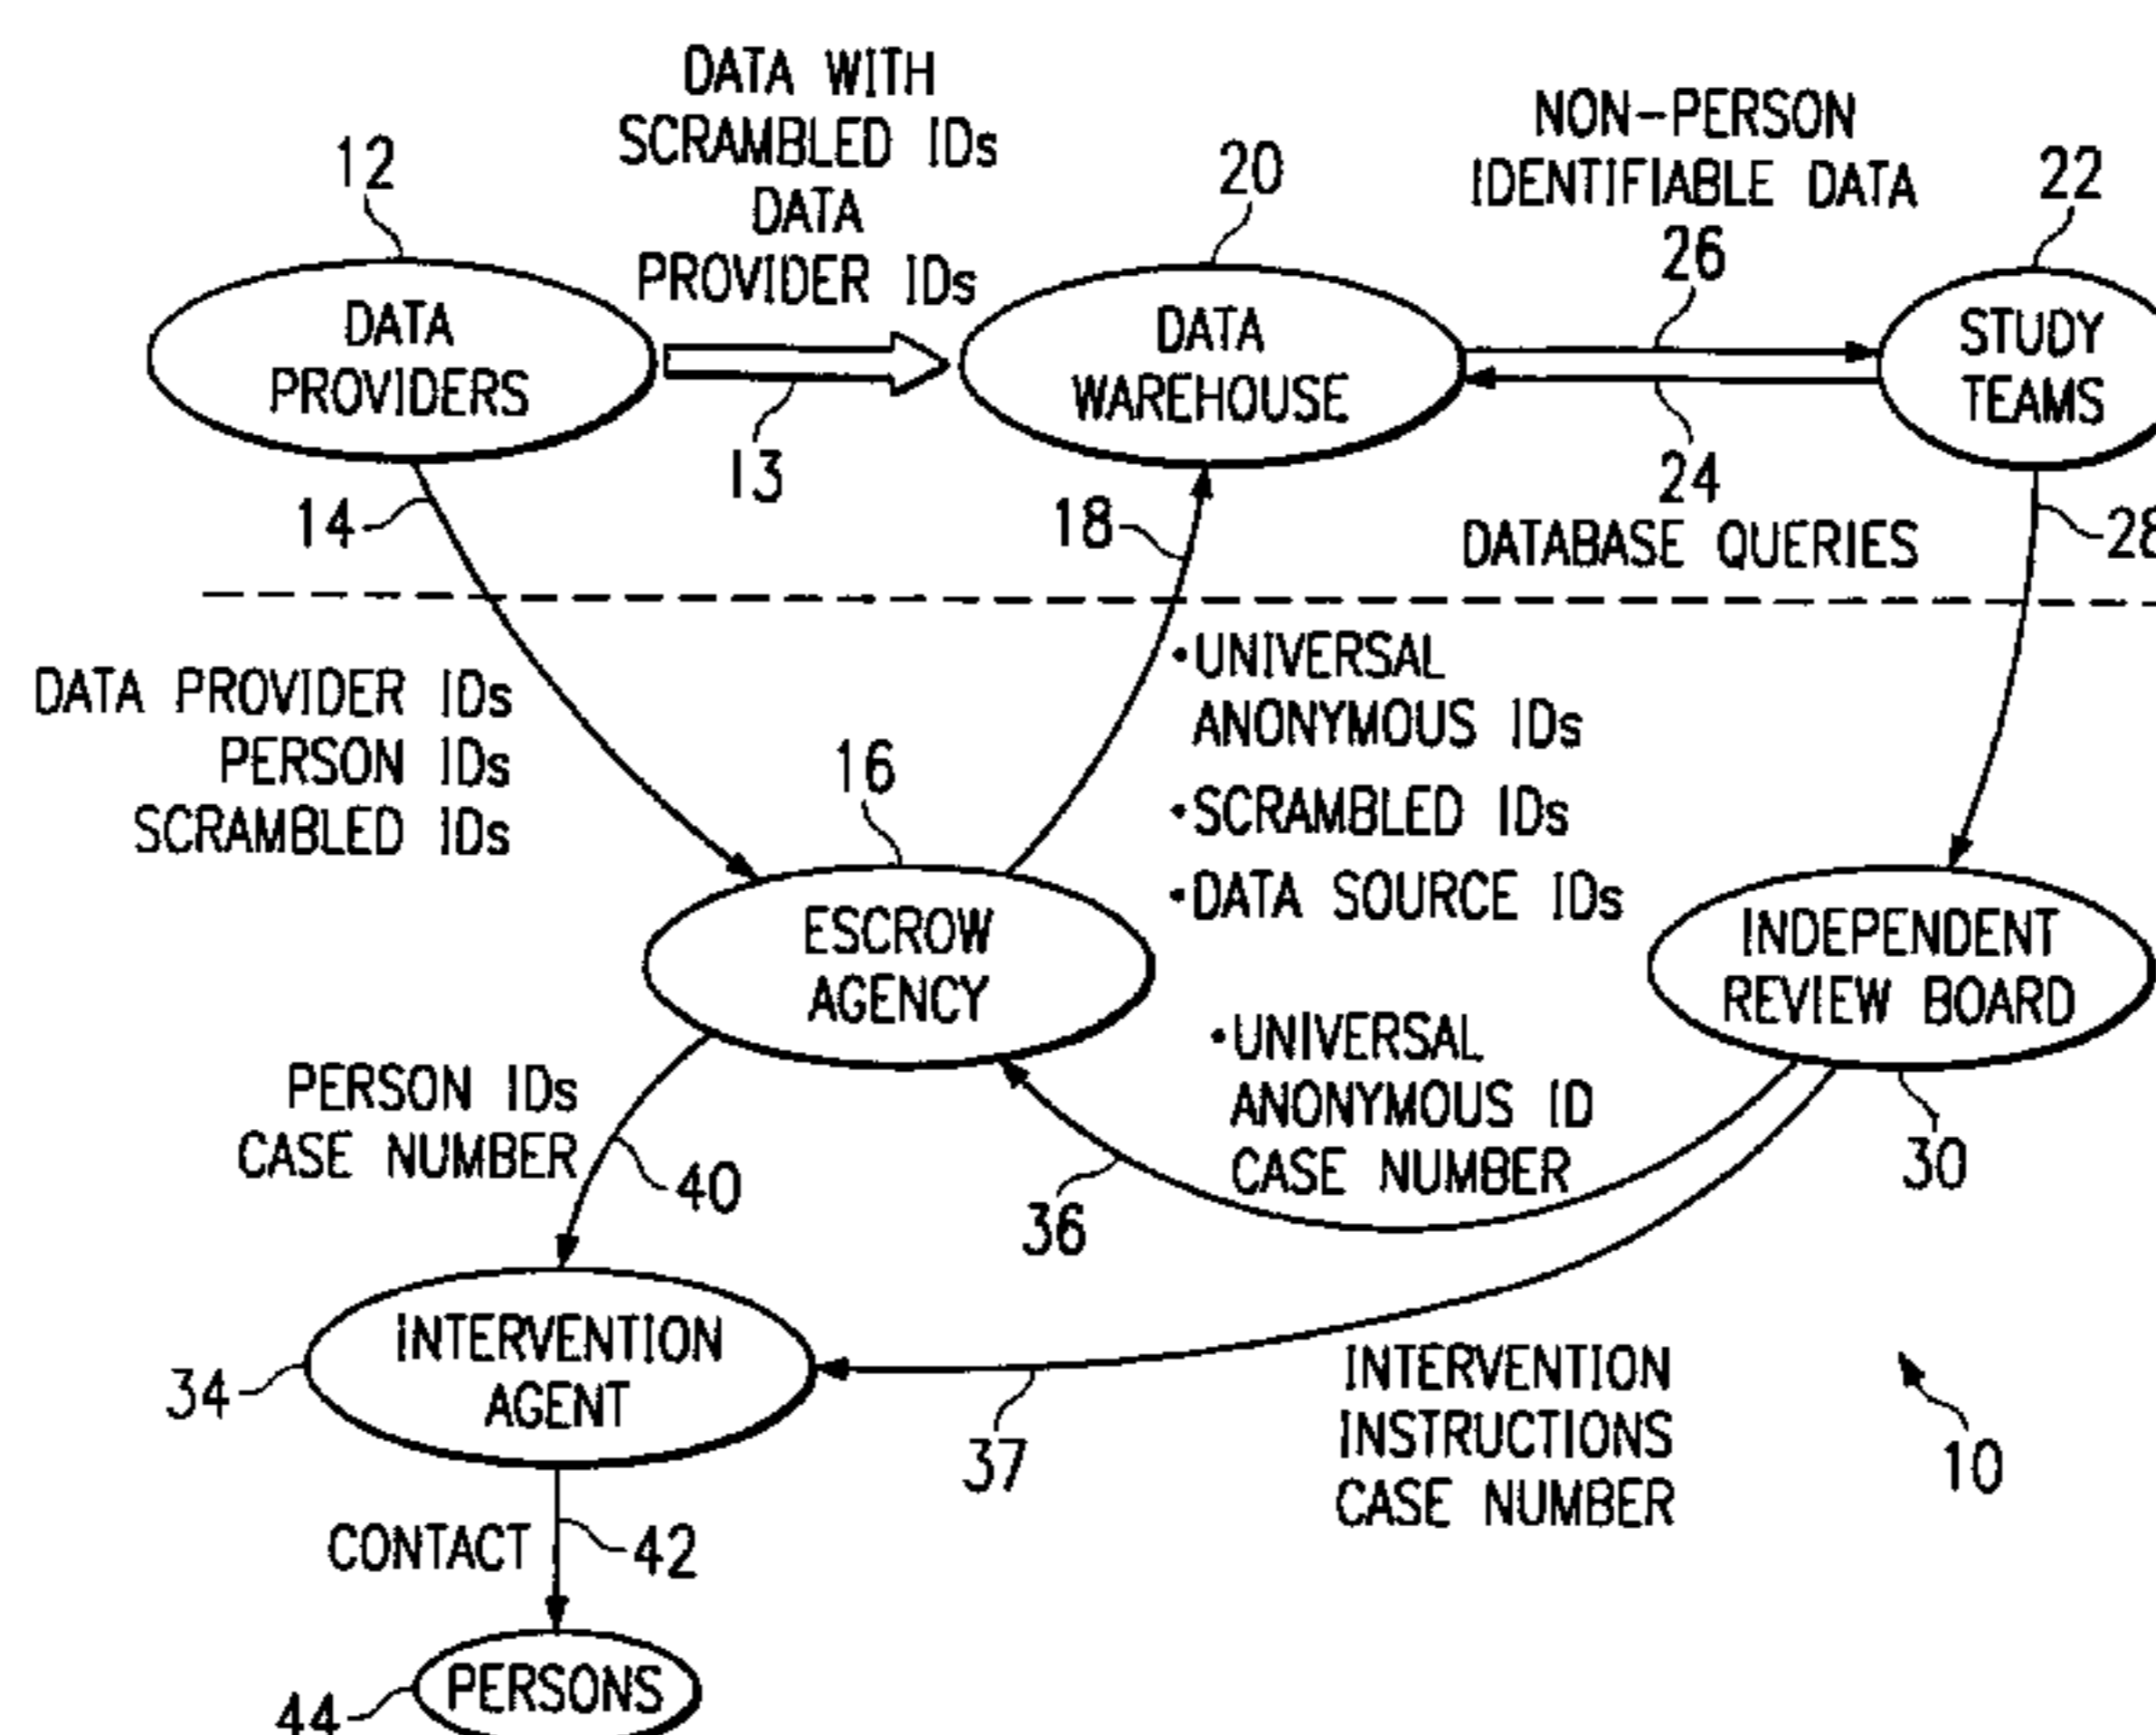 DATA WITH
SCRAMBLED IDs
DATA
PROVIDER IDs
NON-PERSON
IDENTIFIABLE DATA
12
20
26
22
DATA
PROVIDERS
DATA
WAREHOUSE
STUDY
TEAMS
13
24
14
18
DATABASE QUERIES
28
DATA PROVIDER IDs
PERSON IDs
SCRAMBLED IDs
•UNIVERSAL
ANONYMOUS IDs
•SCRAMBLED IDs
•DATA SOURCE IDs
16
ESCROW
AGENCY
INDEPENDENT
REVIEW BOARD
30
PERSON IDs
CASE NUMBER
40
•UNIVERSAL
ANONYMOUS ID
CASE NUMBER
36
INTERVENTION
AGENT
34
37
INTERVENTION
INSTRUCTIONS
CASE NUMBER
10
CONTACT
42
PERSONS
44